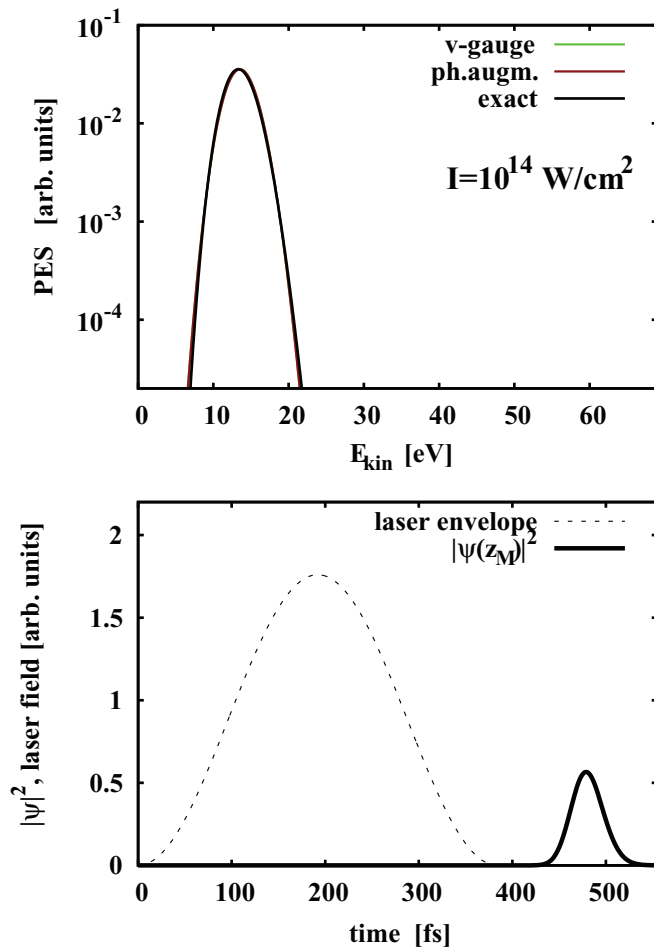 10^-1
v-gauge
ph.augm.
exact
10^-2
I=10^14 W/cm^2
PES [arb. units]
10^-3
10^-4
0 10 20 30 40 50 60
E_kin [eV]
2
laser envelope
|ψ(z_M)|^2
1.5
|ψ|^2, laser field [arb. units]
1
0.5
0
0 100 200 300 400 500
time [fs]